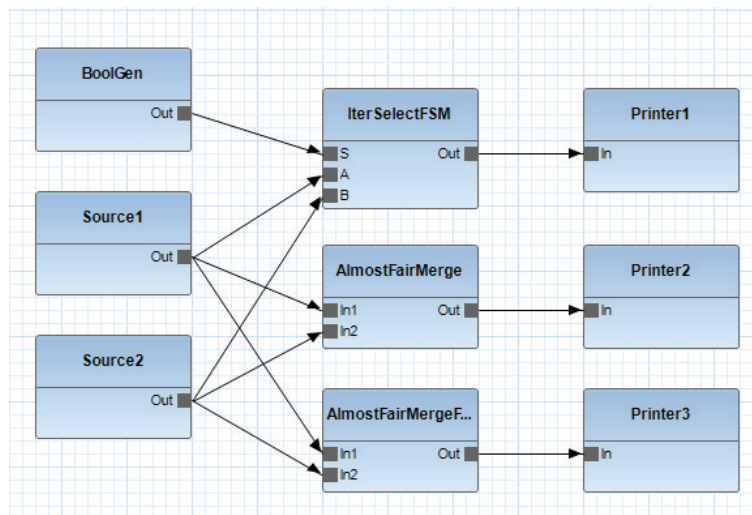 BoolGen
Out
Source1
Out
Source2
Out
IterSelectFSM
S
Out
A
B
AlmostFairMerge
In1
Out
In2
AlmostFairMergeF...
In1
Out
In2
Printer1
In
Printer2
In
Printer3
In